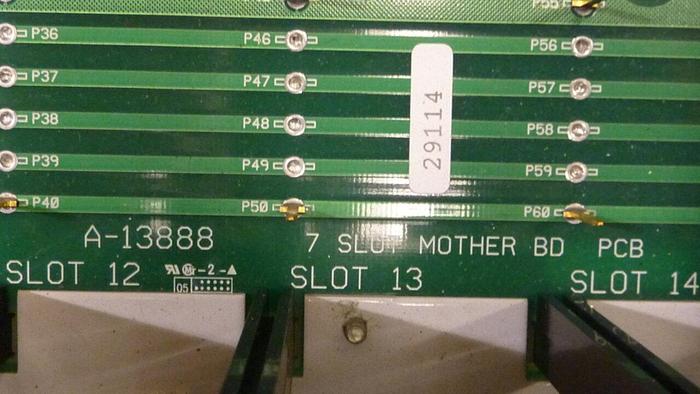 P55
P36 P46 P56
P37 P47 P57
P38 P48 P58
P39 P49 P59
P40 P50 P60
29114
A-13888 7 SLOT MOTHER BD PCB
SLOT 12 SLOT 13 SLOT 14
05